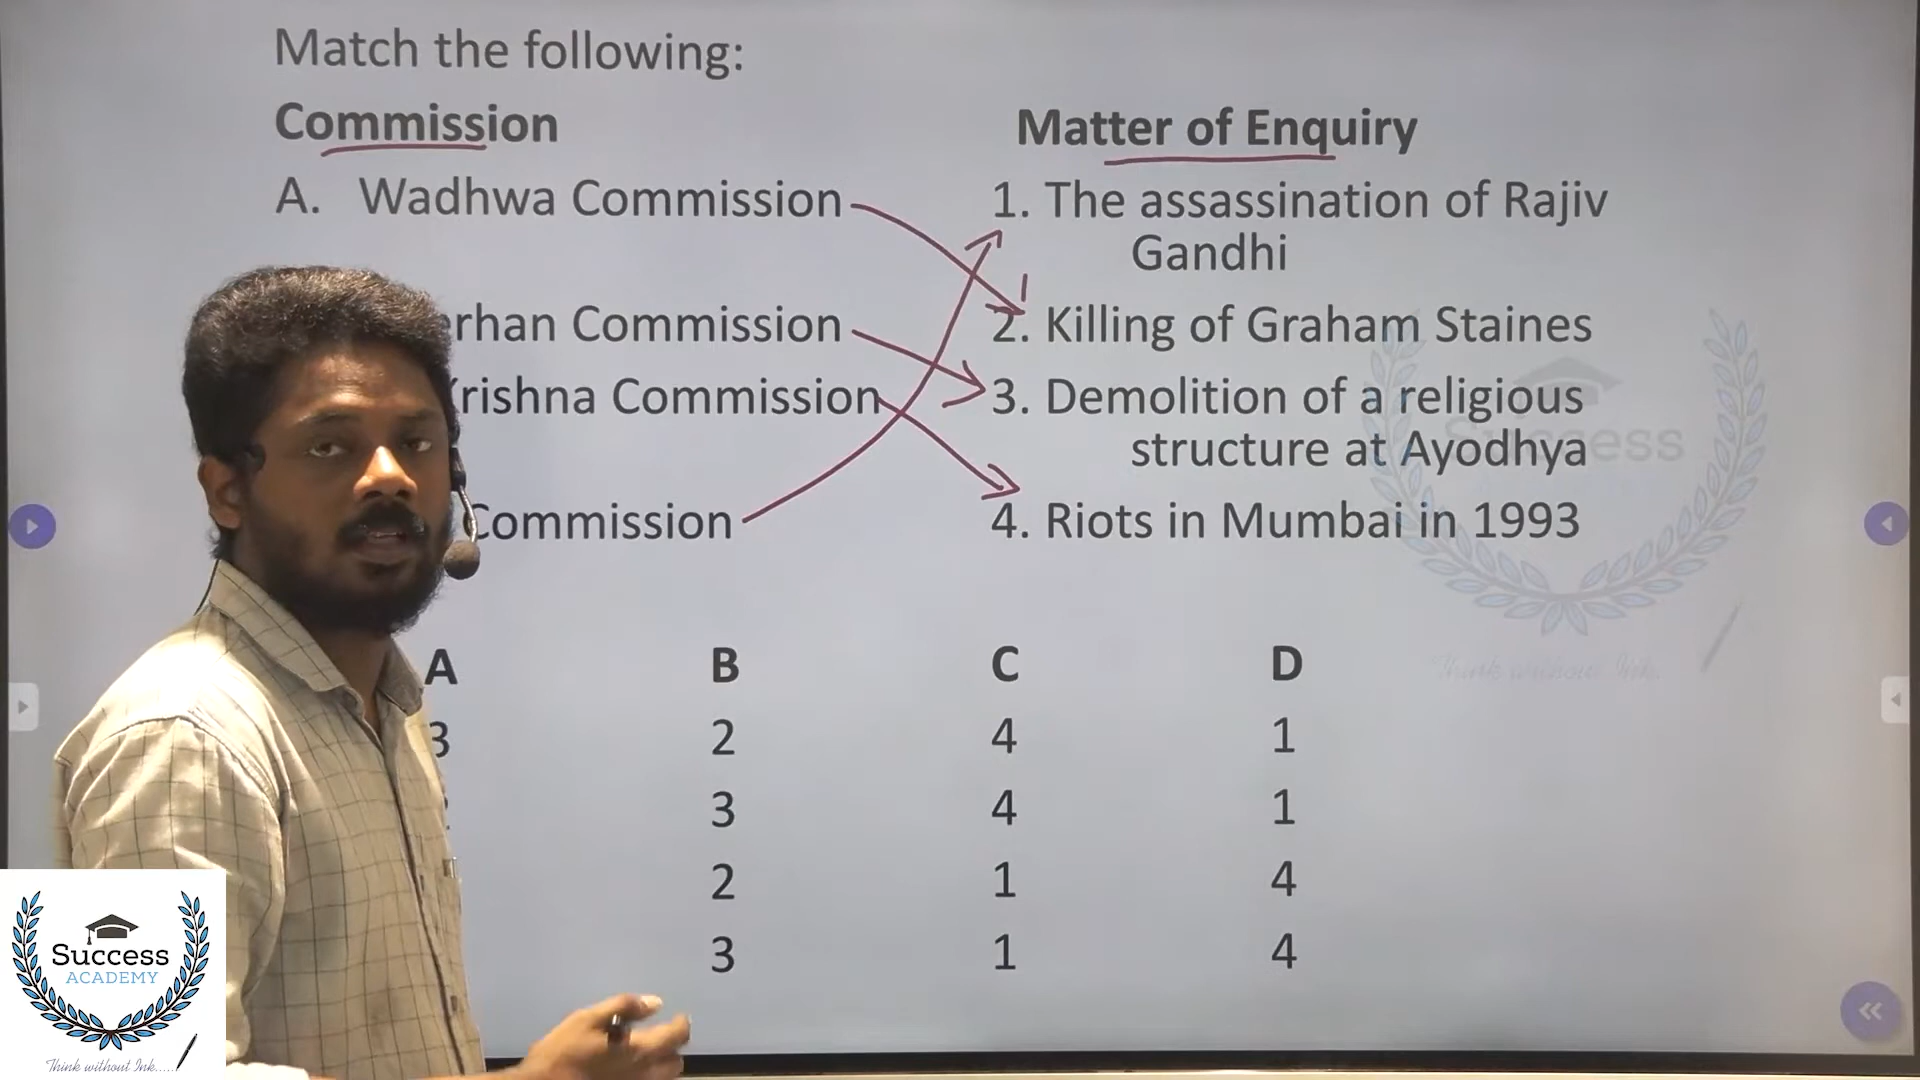 Match the following:
Commission Matter of Enquiry
A. Wadhwa Commission 1. The assassination of Rajiv
Gandhi
erhan Commission 2. Killing of Graham Staines
rishna Commission 3. Demolition of a religious
structure at Ayodhya
Commission 4. Riots in Mumbai in 1993
A B C D
3 2 4 1
3 4 1
2 1 4
3 1 4
Success
ACADEMY
Think without Ink.....